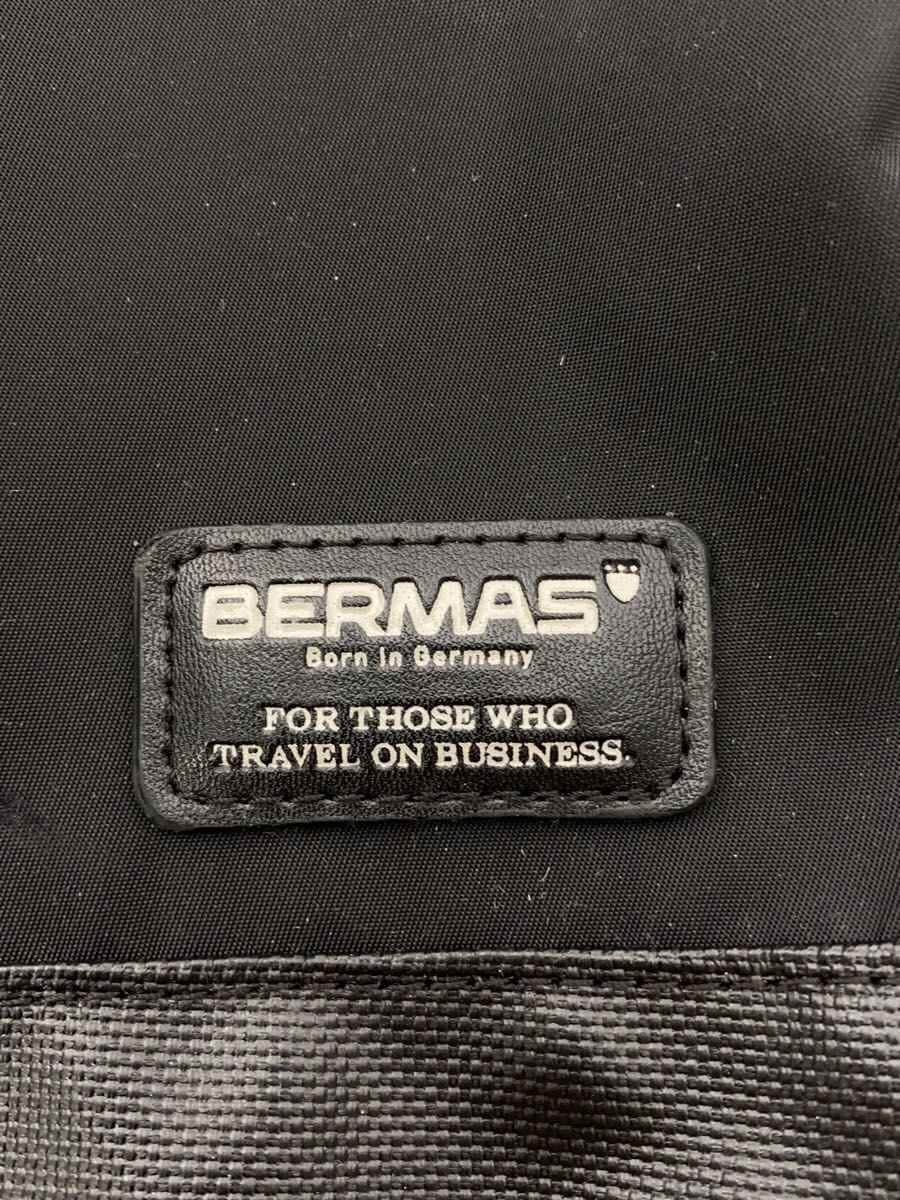 BERMAS
Born in Germany
FOR THOSE WHO
TRAVEL ON BUSINESS.